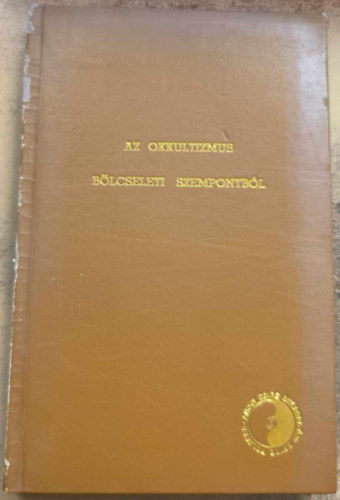 AZ OKKULTIZMUS
BÖLCSELETI SZEMPONTBÓL